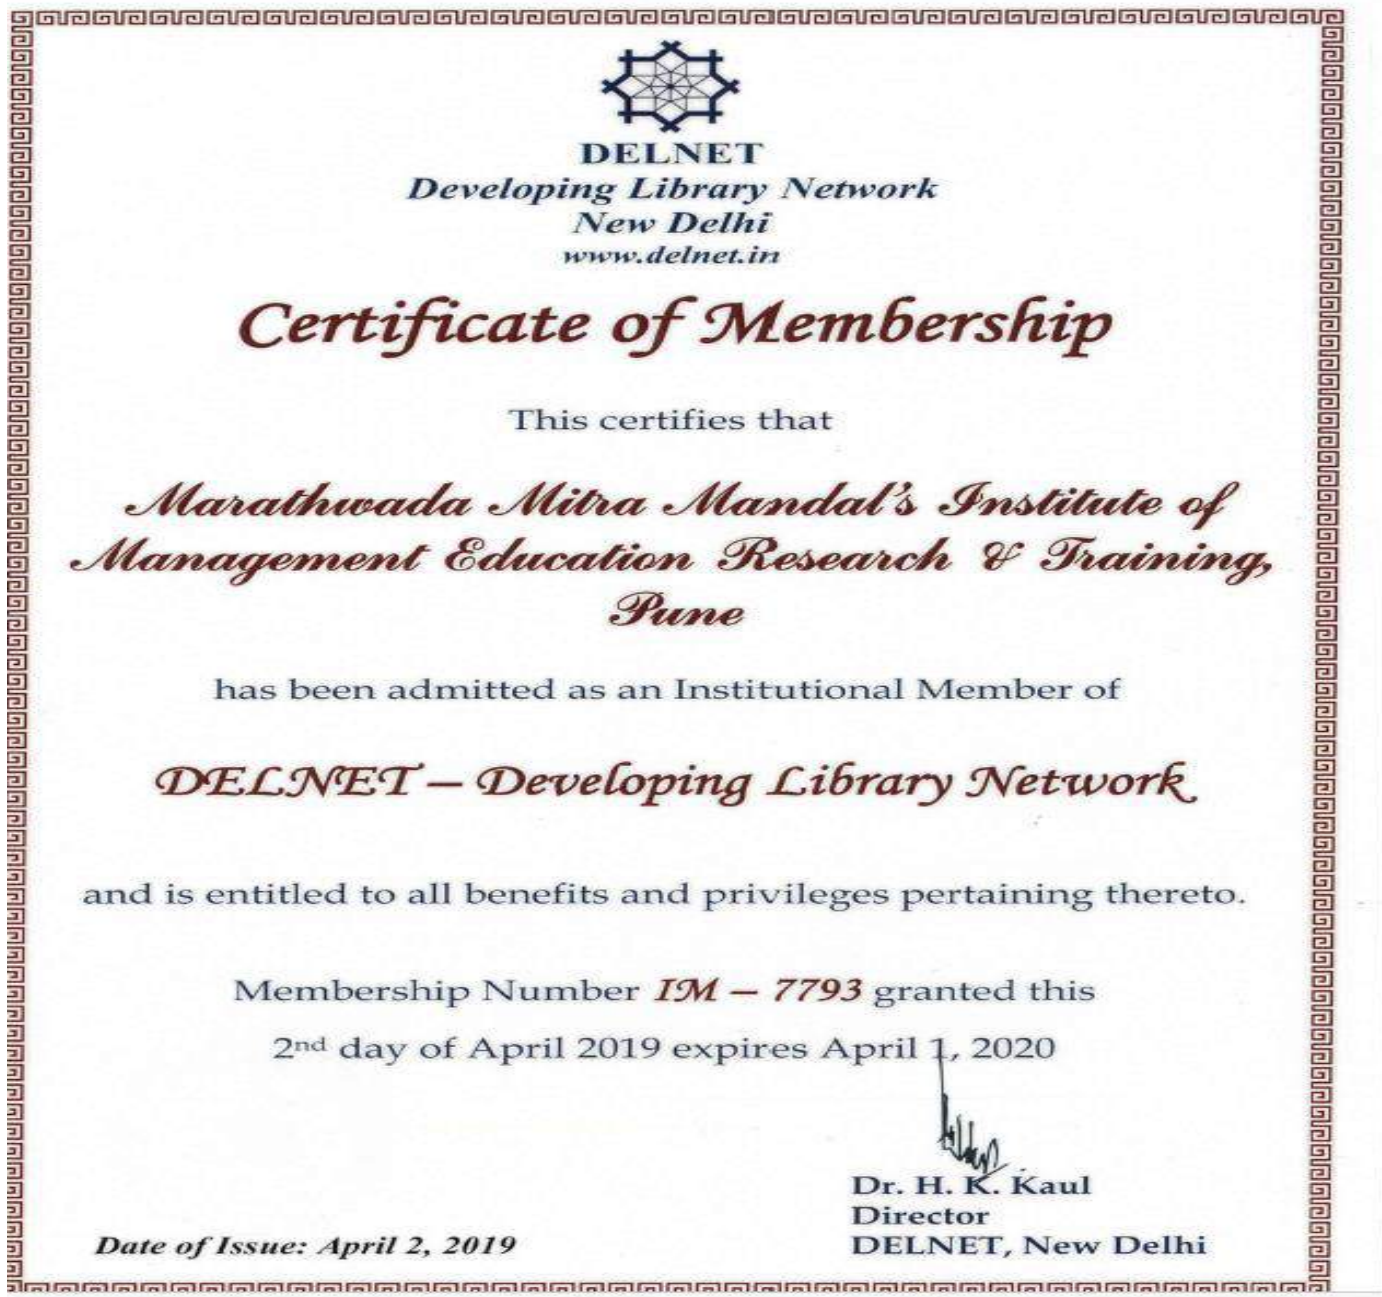 DELNET
Developing Library Network
New Delhi
www.delnet.in
Certificate of Membership
This certifies that
Marathwada Mitra Mandal's Institute of
Management Education Research & Training,
Pune
has been admitted as an Institutional Member of
DELNET – Developing Library Network
and is entitled to all benefits and privileges pertaining thereto.
Membership Number IM – 7793 granted this
2nd day of April 2019 expires April 1, 2020
Dr. H. K. Kaul
Director
Date of Issue: April 2, 2019 DELNET, New Delhi